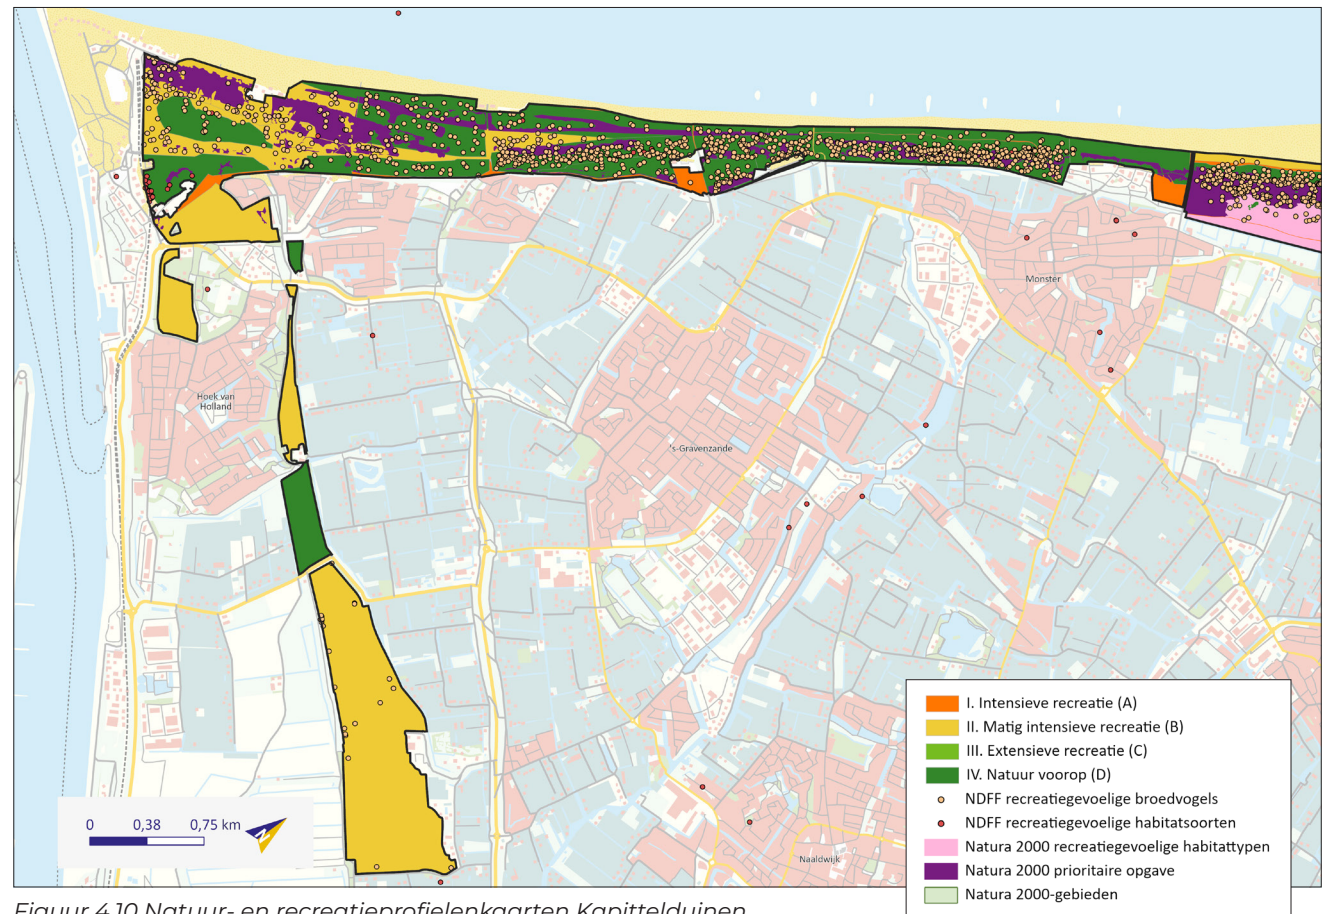 Monster
Hoek van
Holland
's-Gravenzande
Naaldwijk
0 0,38 0,75 km
N
I. Intensieve recreatie (A)
II. Matig intensieve recreatie (B)
III. Extensieve recreatie (C)
IV. Natuur voorop (D)
NDFF recreatiegevoelige broedvogels
NDFF recreatiegevoelige habitatsoorten
Natura 2000 recreatiegevoelige habitattypen
Natura 2000 prioritaire opgave
Natura 2000-gebieden
Figuur 4.10 Natuur- en recreatieprofielenkaarten Kapittelduinen